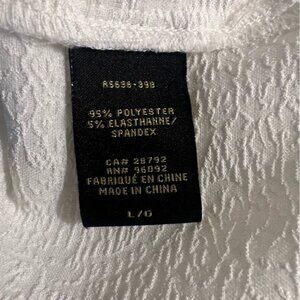 RS636-398
95% POLYESTER
5% ELASTHANNE/
SPANDEX
CA# 28792
RN# 96092
FABRIQUÉ EN CHINE
MADE IN CHINA
L/G